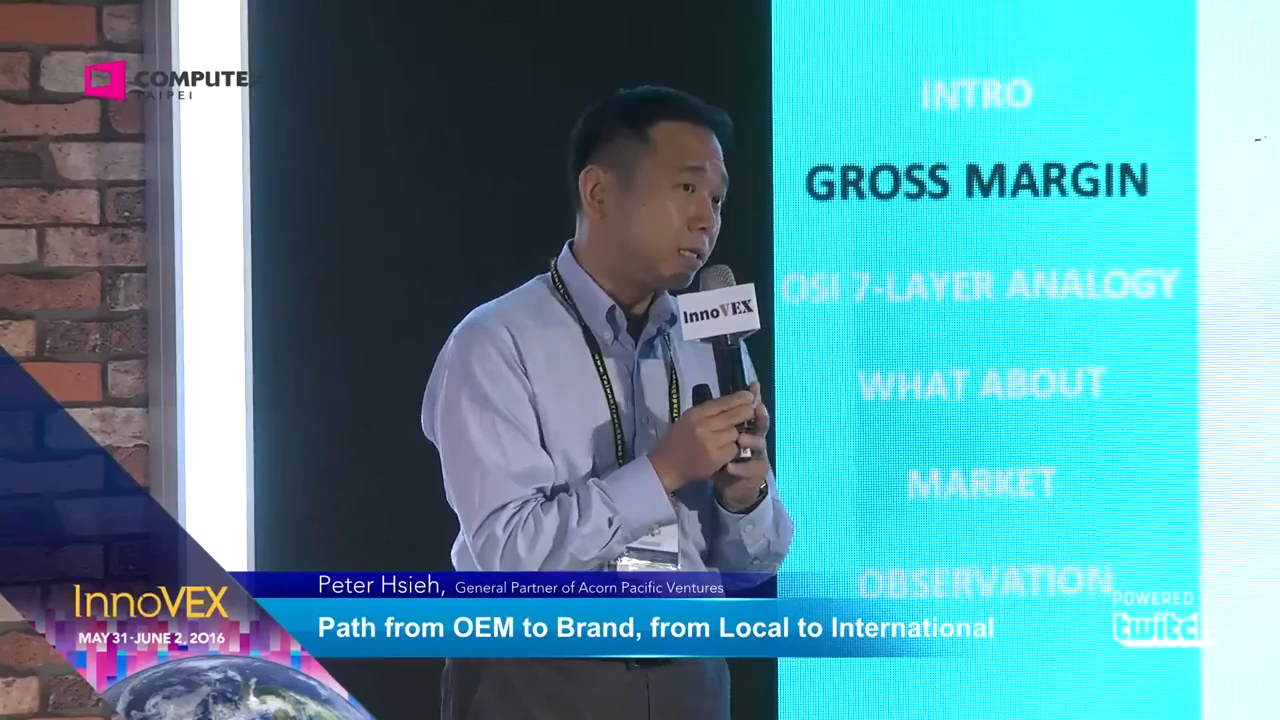 COMPUTE
TAIPEI
INTRO
GROSS MARGIN
OSI 7-LAYER ANALOGY
WHAT ABOUT
MARKET
OBSERVATION
InnoVEX
InnoVEX
MAY 31-JUNE 2, 2016
Peter Hsieh, General Partner of Acorn Pacific Ventures
Path from OEM to Brand, from Local to International
POWERED
twitch